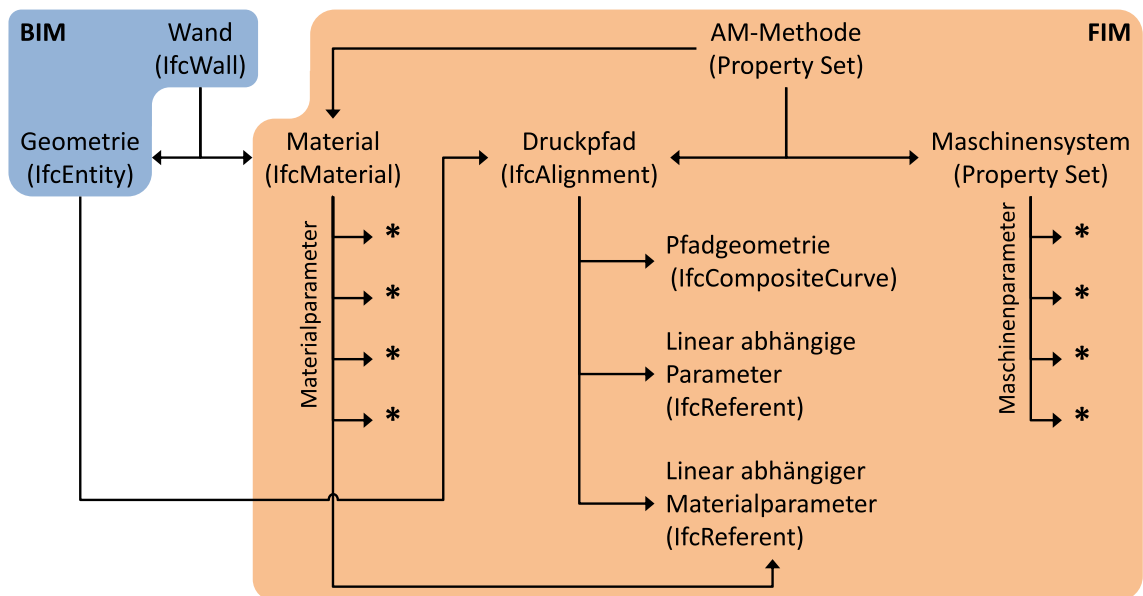 BIM
Wand
(IfcWall)
AM-Methode
(Property Set)
FIM
Geometrie
(IfcEntity)
Material
(IfcMaterial)
Druckpfad
(IfcAlignment)
Maschinensystem
(Property Set)
Materialparameter
*
*
*
*
Pfadgeometrie
(IfcCompositeCurve)
Linear abhängige
Parameter
(IfcReferent)
Linear abhängiger
Materialparameter
(IfcReferent)
Maschinenparameter
*
*
*
*